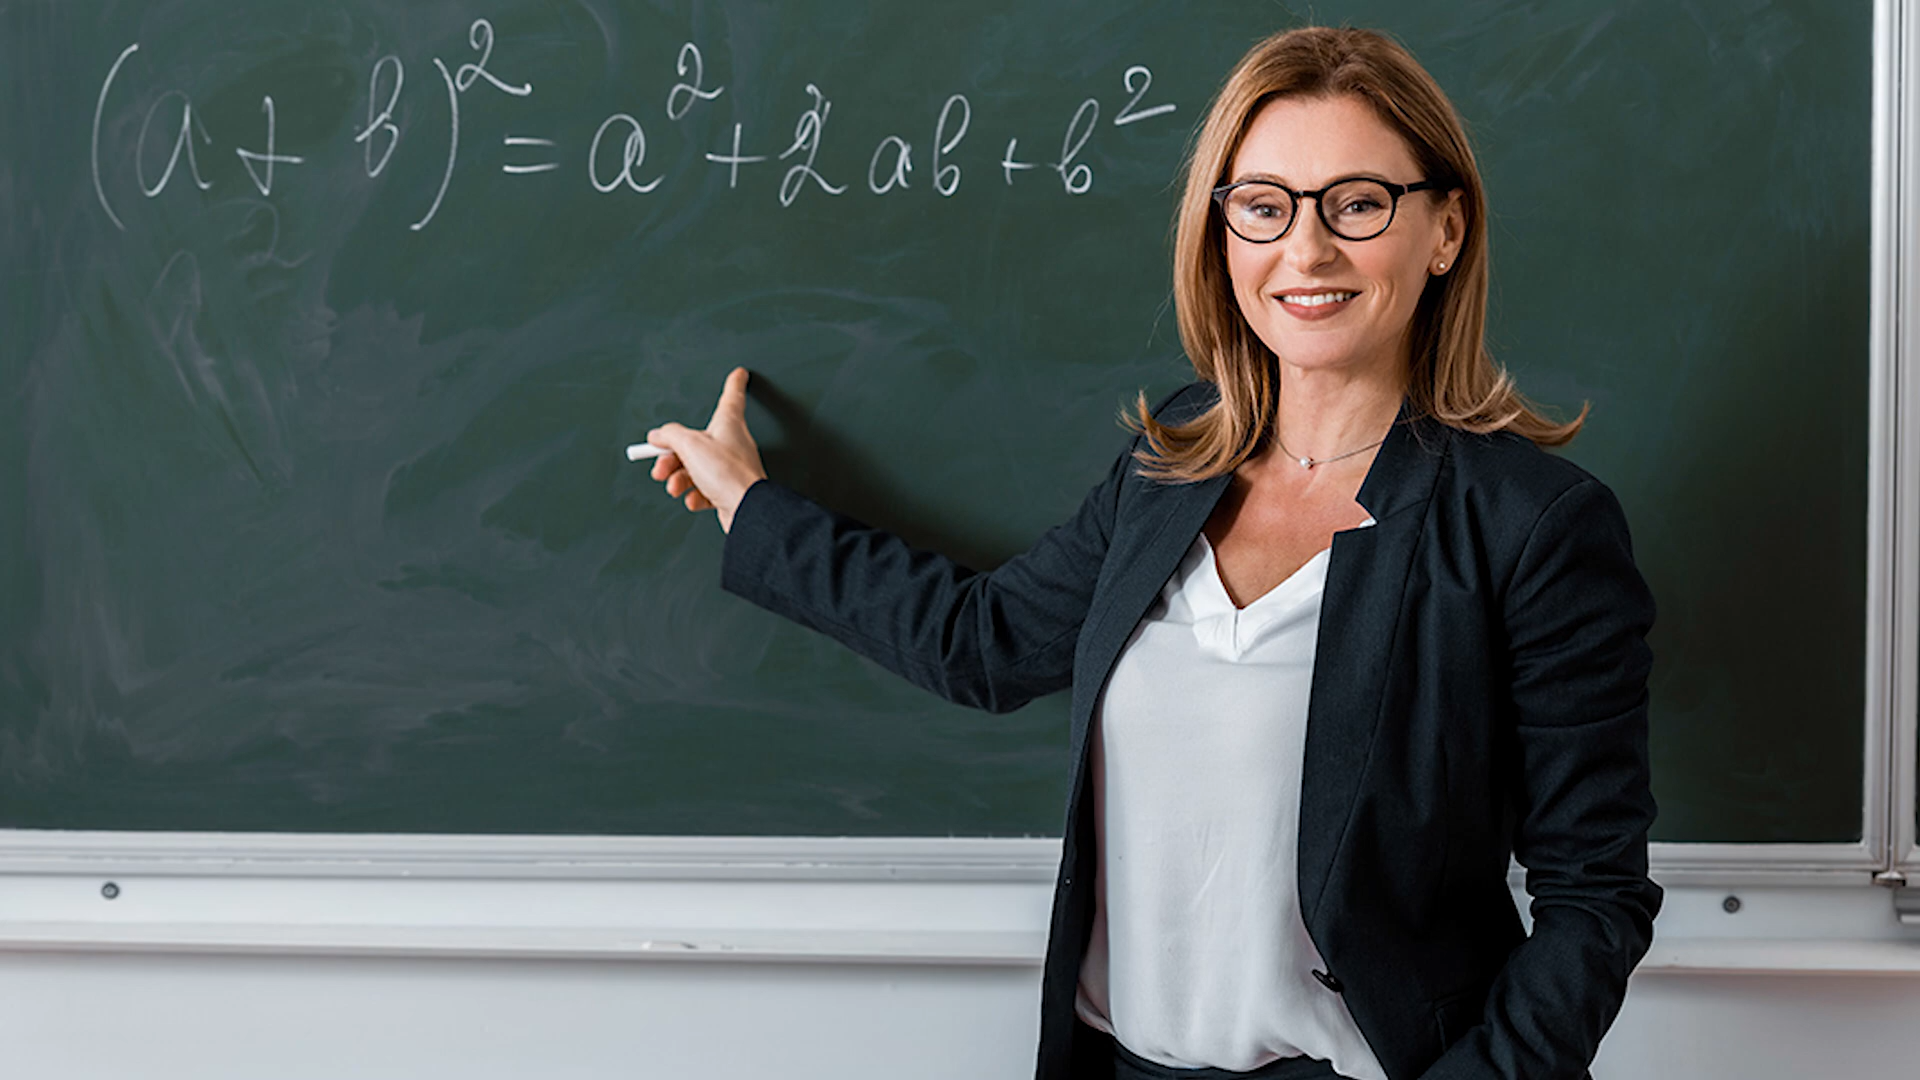 (a + b)² = a² + 2ab + b²